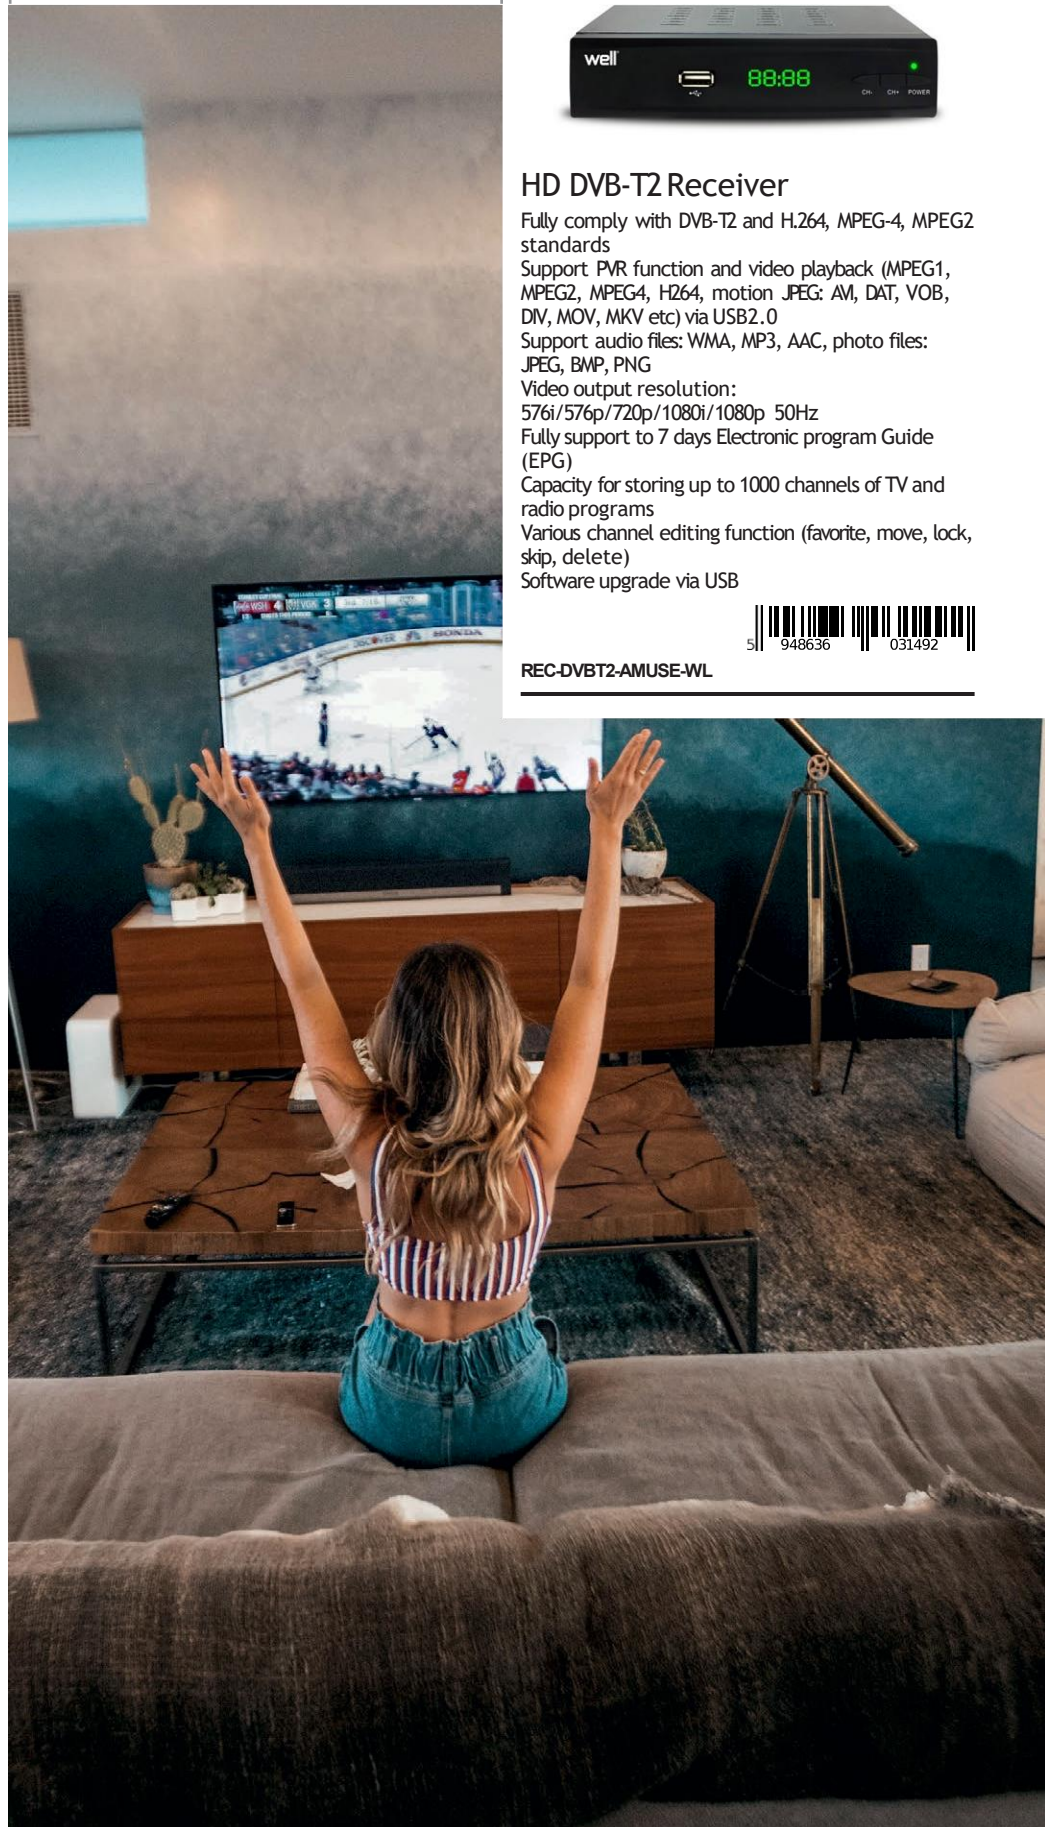 well
88:88
CH-
CH+
POWER
HD DVB-T2 Receiver
Fully comply with DVB-T2 and H.264, MPEG-4, MPEG2
standards
Support PVR function and video playback (MPEG1,
MPEG2, MPEG4, H264, motion JPEG: AVI, DAT, VOB,
DIV, MOV, MKV etc) via USB2.0
Support audio files: WMA, MP3, AAC, photo files:
JPEG, BMP, PNG
Video output resolution:
576i/576p/720p/1080i/1080p 50Hz
Fully support to 7 days Electronic program Guide
(EPG)
Capacity for storing up to 1000 channels of TV and
radio programs
Various channel editing function (favorite, move, lock,
skip, delete)
Software upgrade via USB
5 948636 031492
REC-DVBT2-AMUSE-WL
WSH 4 VGK 3
DISCOVER
HONDA